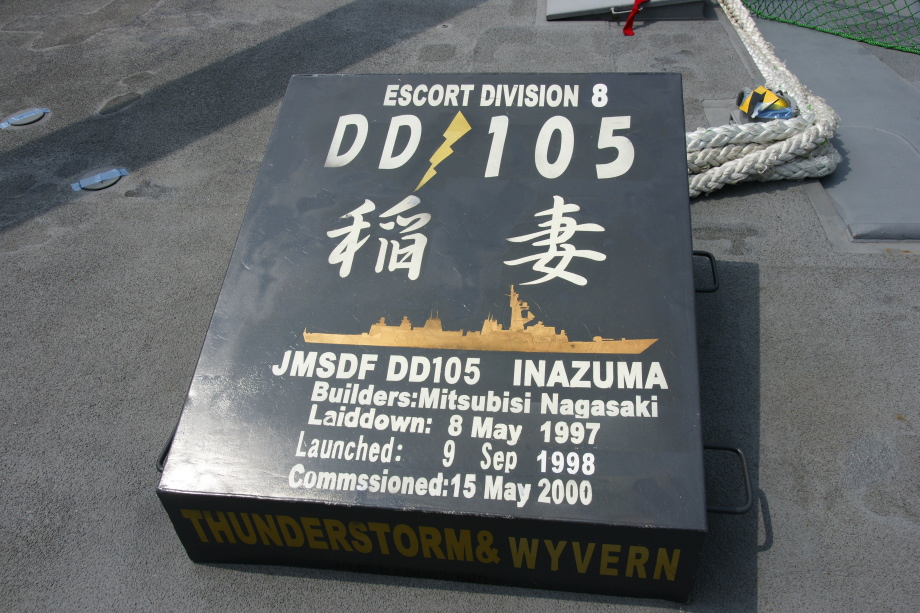 ESCORT DIVISION 8
DD 105
稲妻
JMSDF DD105 INAZUMA
Builders:Mitsubisi Nagasaki
Laiddown: 8 May 1997
Launched: 9 Sep 1998
Commssioned:15 May 2000
THUNDERSTORM& WYVERN